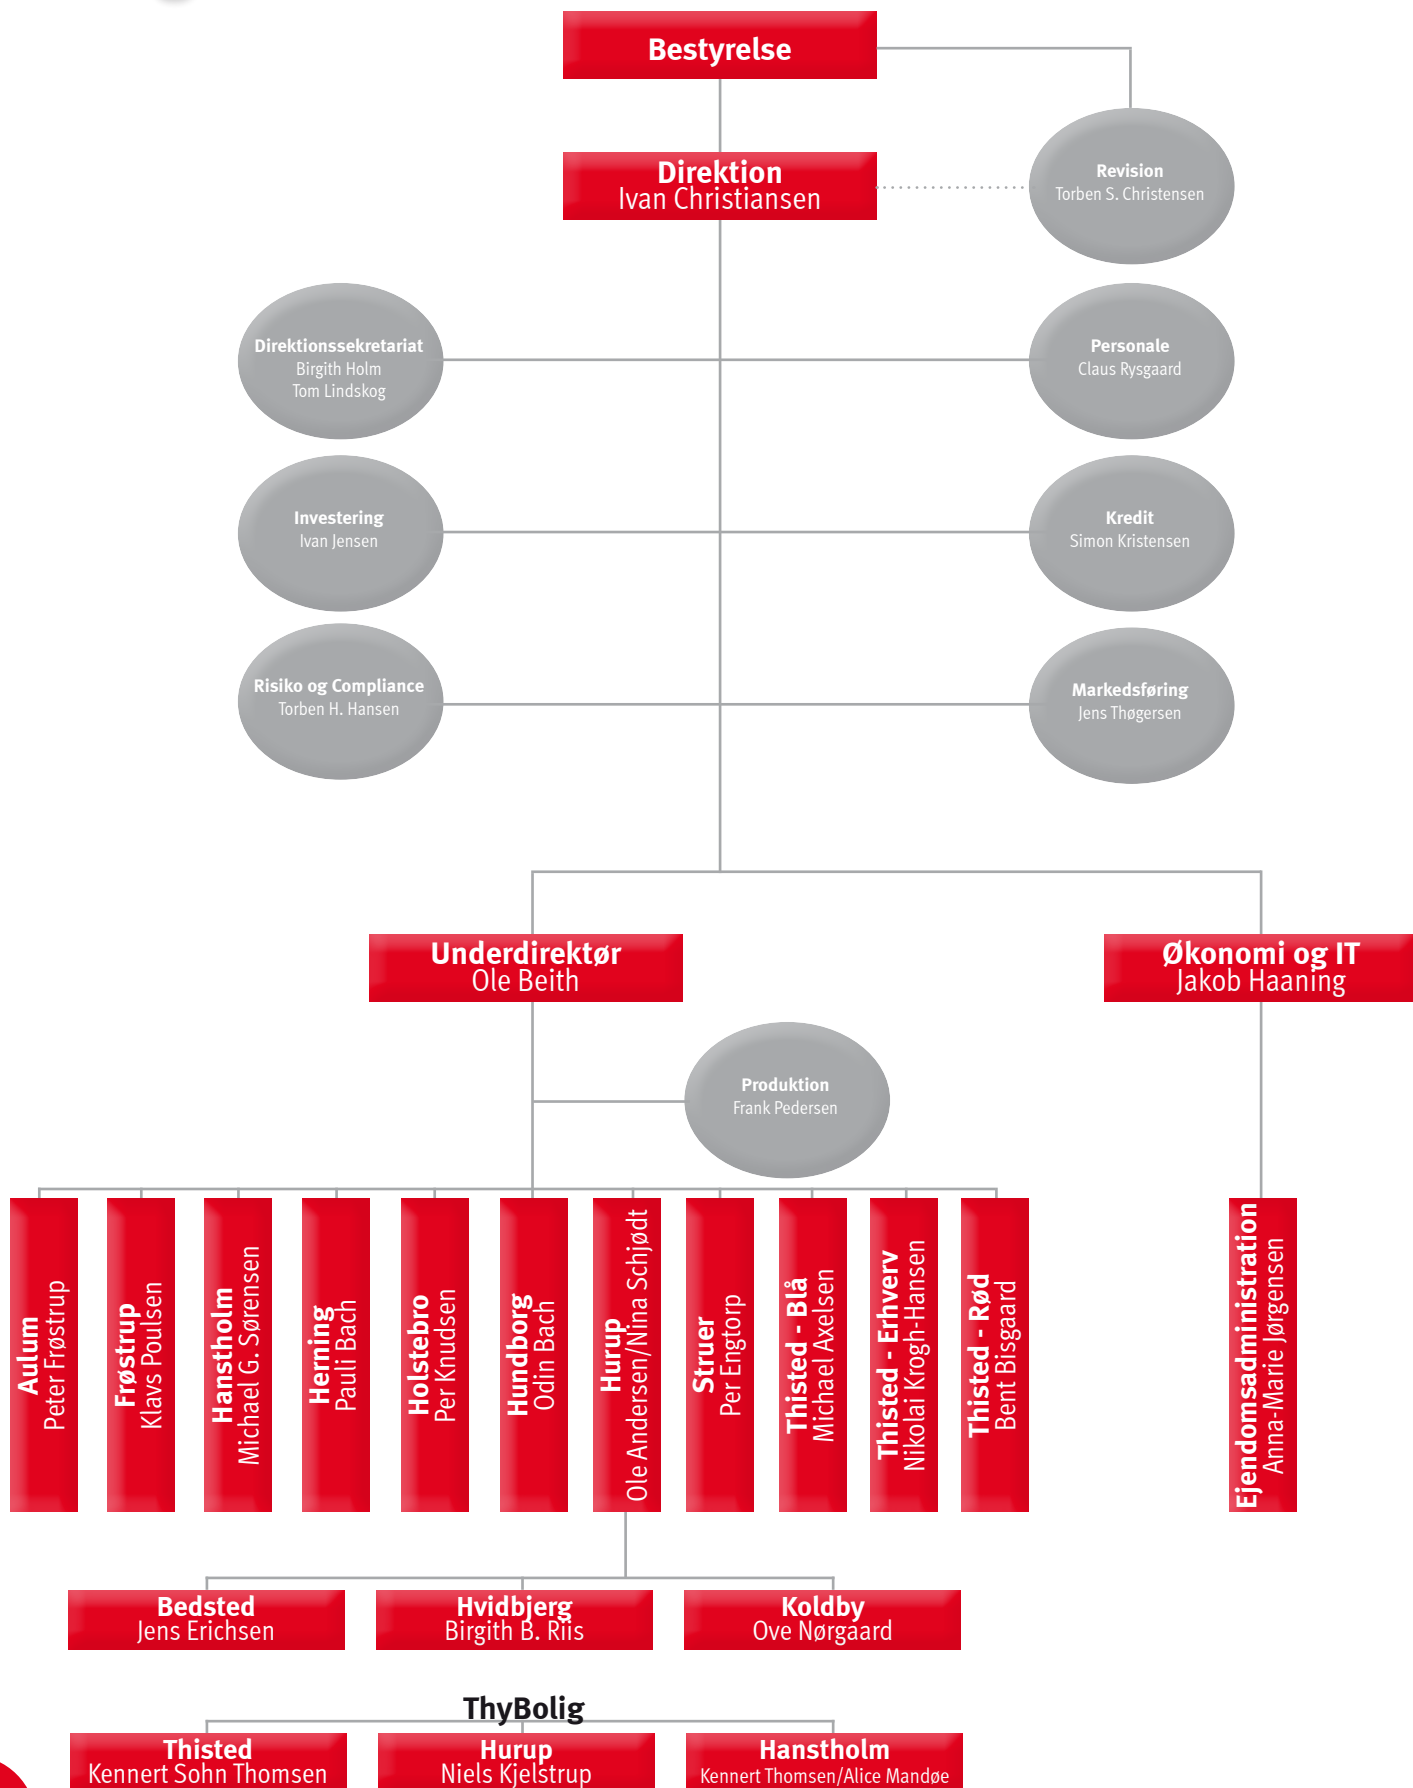 Bestyrelse
Direktion
Ivan Christiansen
Revision
Torben S. Christensen
Direktionssekretariat
Birgith Holm
Tom Lindskog
Personale
Claus Rysgaard
Investering
Ivan Jensen
Kredit
Simon Kristensen
Risiko og Compliance
Torben H. Hansen
Markedsføring
Jens Thøgersen
Underdirektør
Ole Beith
Økonomi og IT
Jakob Haaning
Produktion
Frank Pedersen
Aulum
Peter Frøstrup
Frøstrup
Klavs Poulsen
Hanstholm
Michael G. Sørensen
Herning
Pauli Bach
Holstebro
Per Knudsen
Hundborg
Odin Bach
Hurup
Ole Andersen/Nina Schjødt
Struer
Per Engtorp
Thisted - Blå
Michael Axelsen
Thisted - Erhverv
Nikolai Krogh-Hansen
Thisted - Rød
Bent Bisgaard
Ejendomsadministration
Anna-Marie Jørgensen
Bedsted
Jens Erichsen
Hvidbjerg
Birgith B. Riis
Koldby
Ove Nørgaard
ThyBolig
Thisted
Kennert Sohn Thomsen
Hurup
Niels Kjelstrup
Hanstholm
Kennert Thomsen/Alice Mandøe